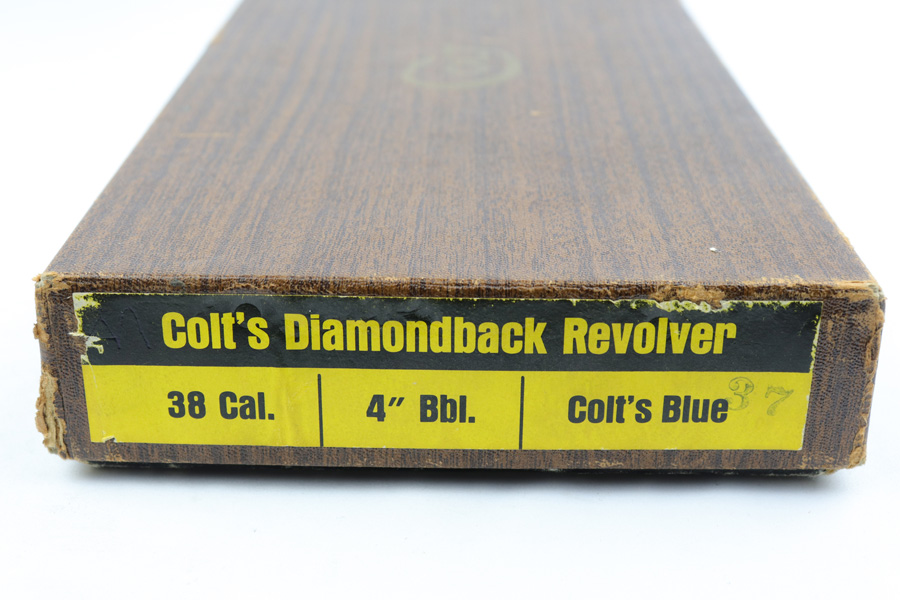 Colt's Diamondback Revolver
38 Cal. 4" Bbl. Colt's Blue 37